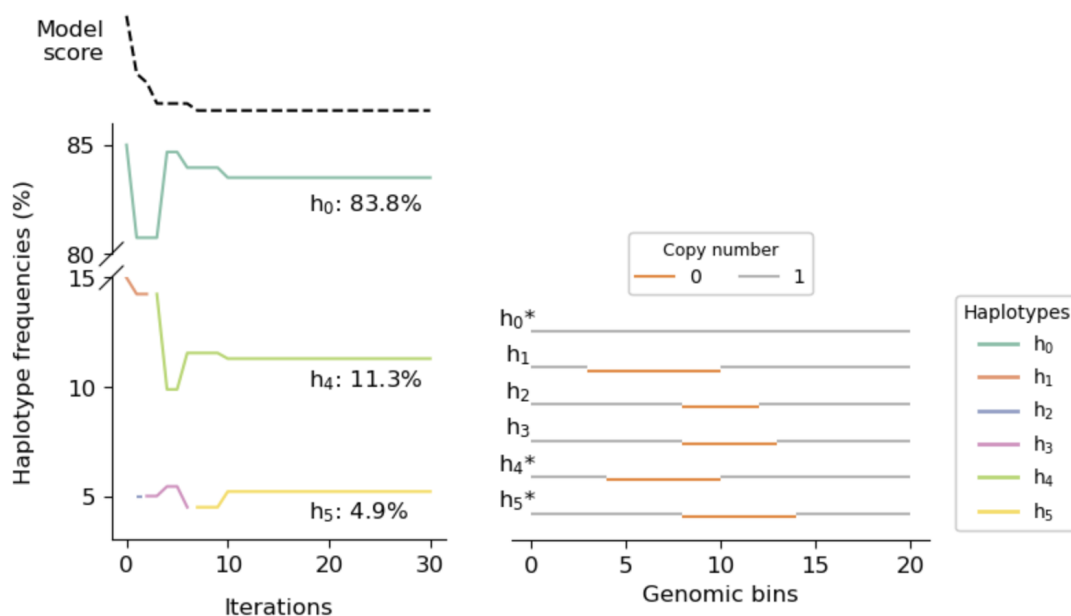 Model
score
85
80
15
10
5
Haplotype frequencies (%)
h₀: 83.8%
h₄: 11.3%
h₅: 4.9%
0 10 20 30
Iterations
Copy number
0 1
h₀*
h₁
h₂
h₃
h₄*
h₅*
0 5 10 15 20
Genomic bins
Haplotypes
h₀
h₁
h₂
h₃
h₄
h₅